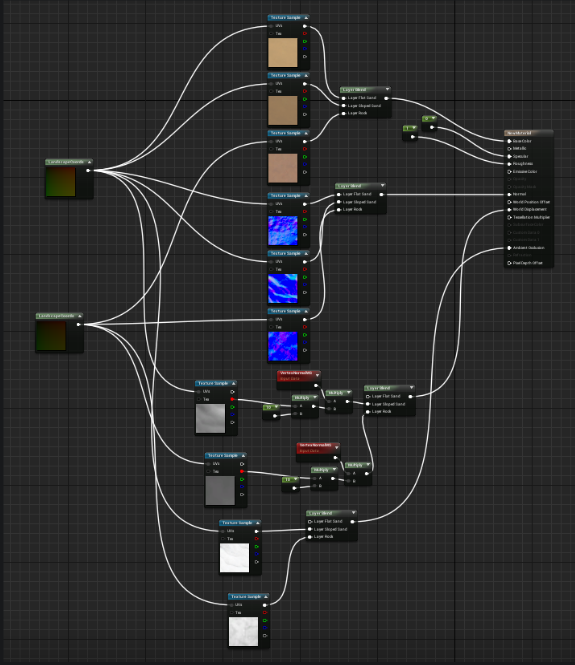 Texture Sample
UVs
Tex
Texture Sample
UVs
Tex
Layer Blend
Layer Flat Sand
Layer Sloped Sand
Layer Rock
Texture Sample
UVs
Tex
Base Color
Metallic
Specular
Roughness
Emissive Color
Texture Sample
UVs
Tex
Layer Blend
Layer Flat Sand
Layer Sloped Sand
Layer Rock
Normal
World Position Offset
World Displacement
Tessellation Multiplier
Ambient Occlusion
Pixel Depth Offset
Texture Sample
UVs
Tex
Texture Sample
UVs
Tex
Texture Sample
UVs
Tex
VertexNormalWS
Multiply
A
B
Multiply
A
B
Layer Blend
Layer Flat Sand
Layer Sloped Sand
Layer Rock
Texture Sample
UVs
Tex
VertexNormalWS
Multiply
A
B
Multiply
A
B
Texture Sample
UVs
Tex
Layer Blend
Layer Flat Sand
Layer Sloped Sand
Layer Rock
Texture Sample
UVs
Tex